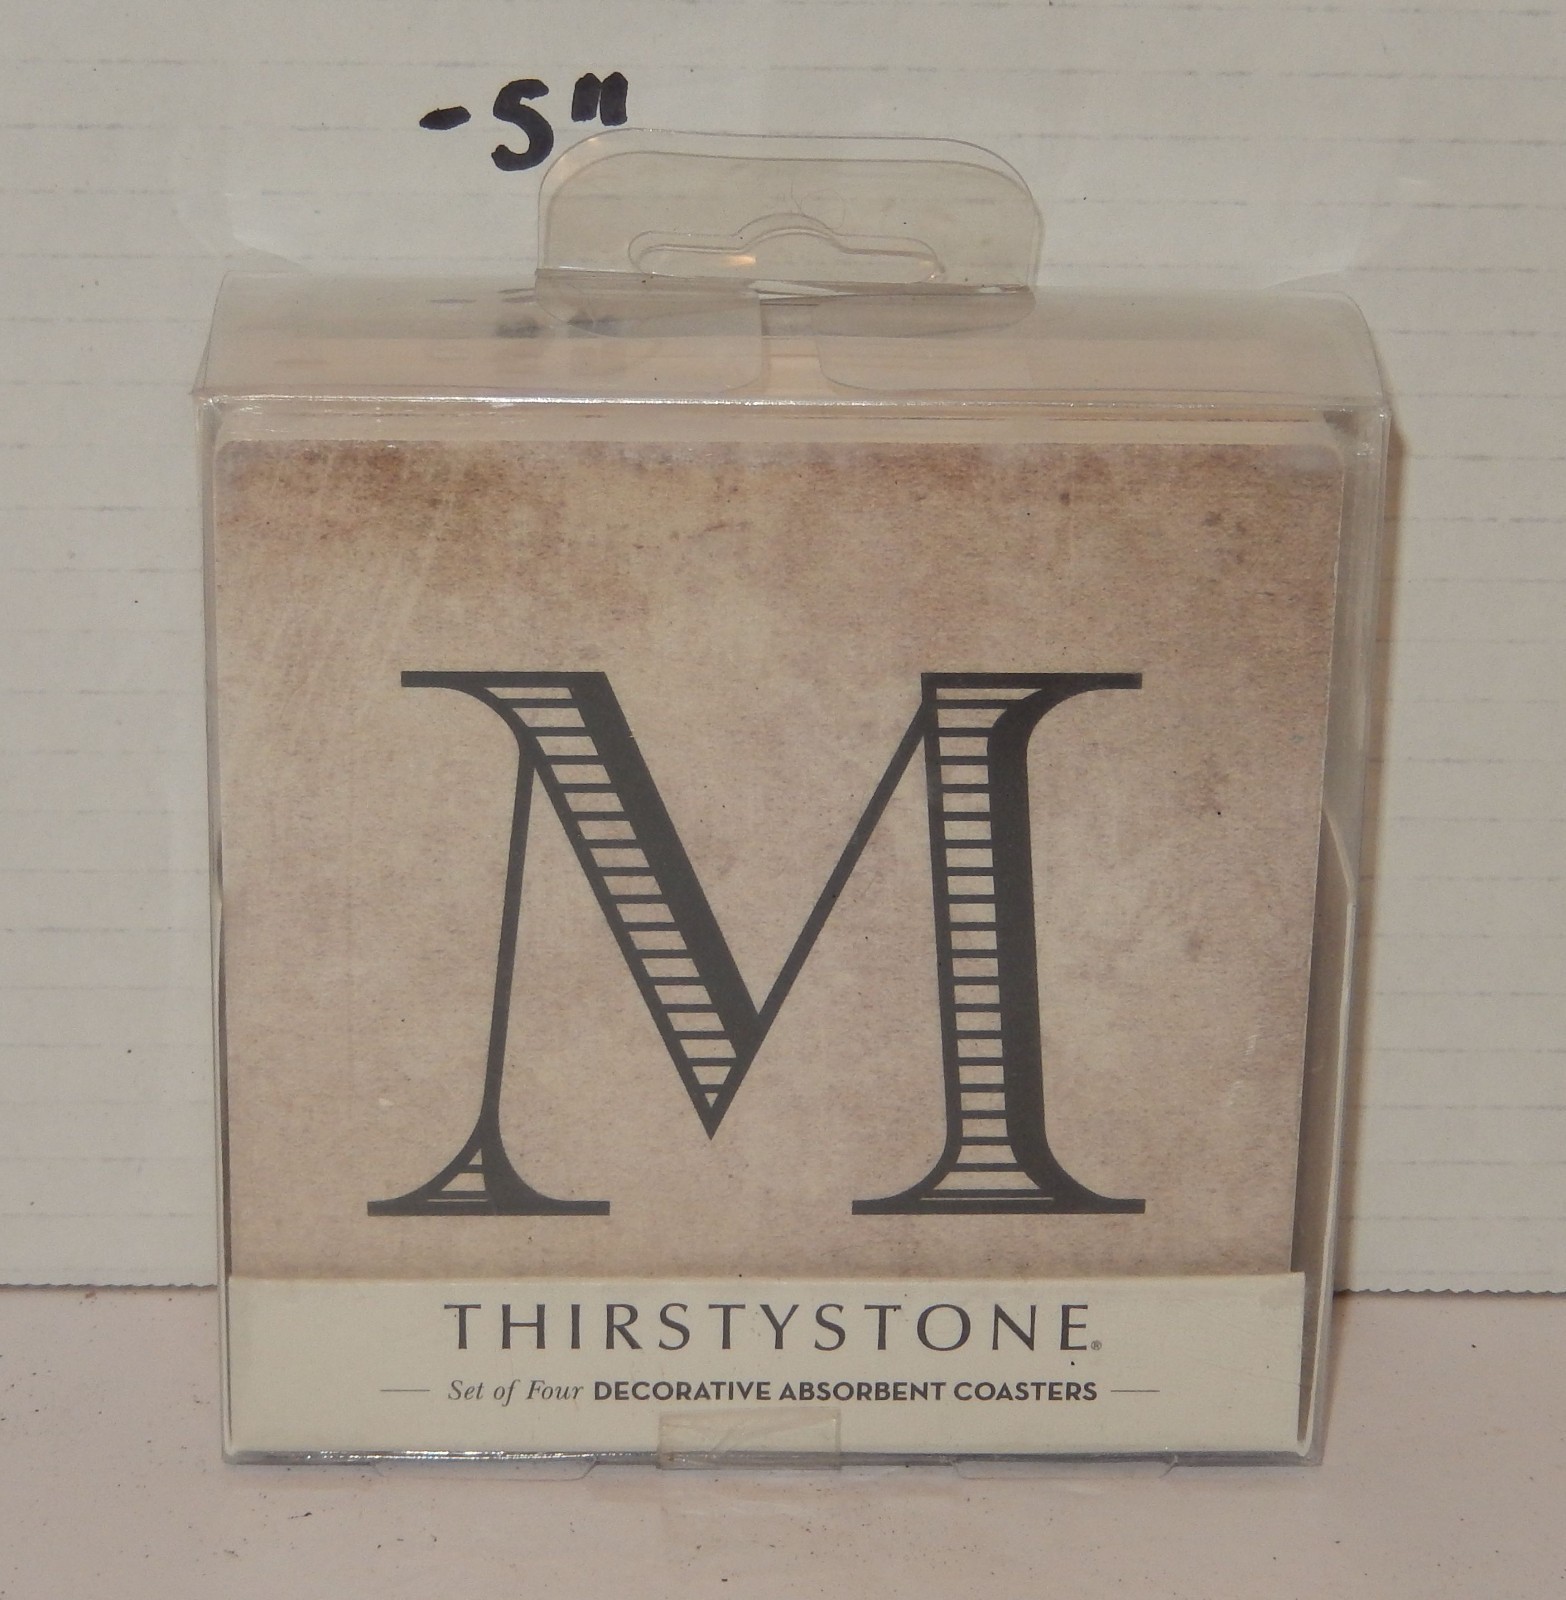 -5"
M
THIRSTYSTONE®
Set of Four DECORATIVE ABSORBENT COASTERS